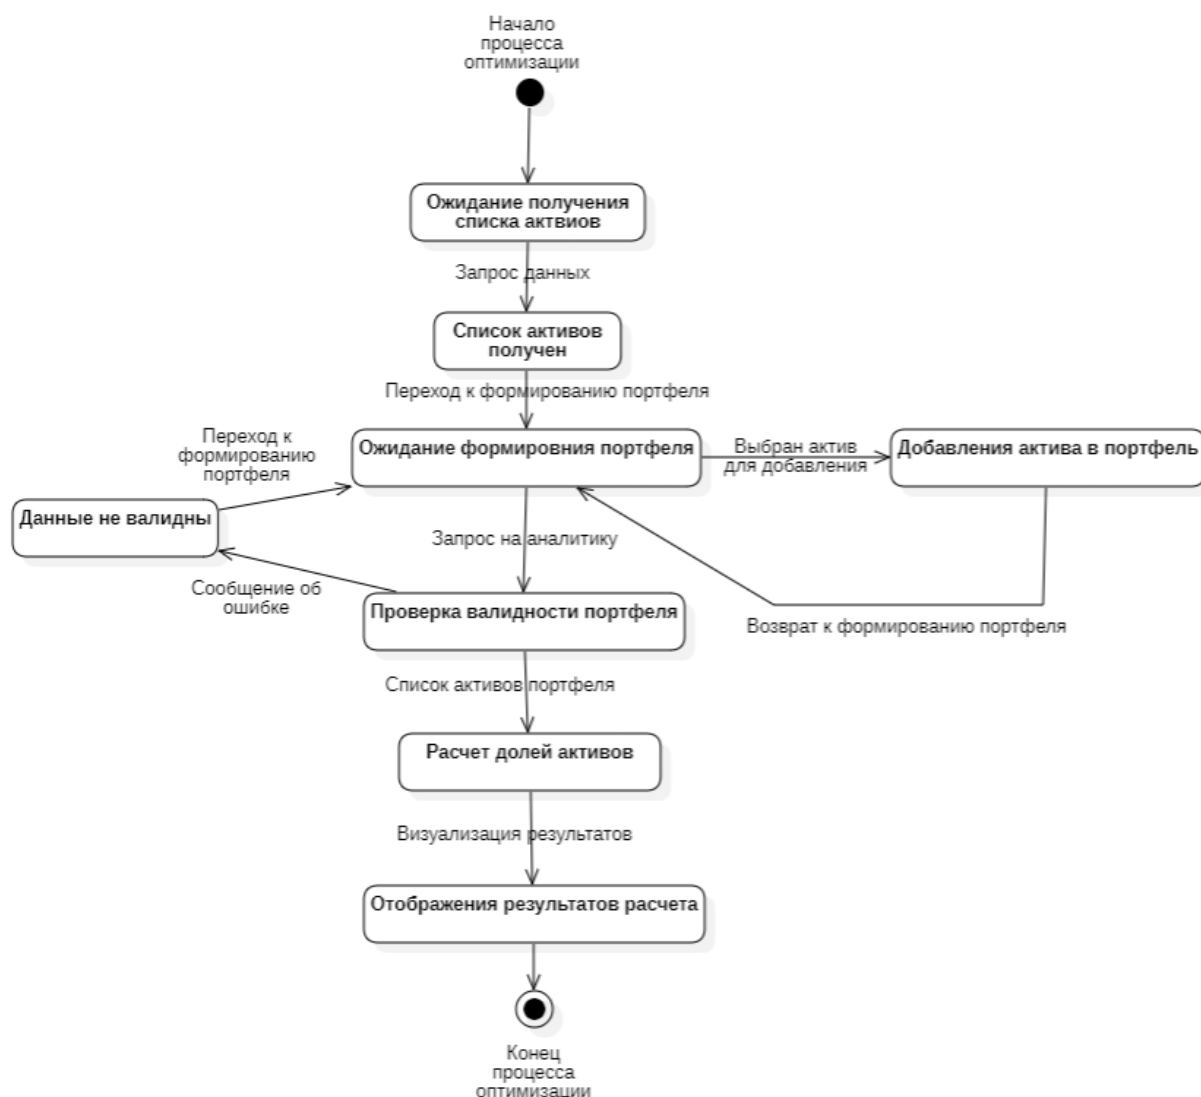 Начало
процесса
оптимизации
Ожидание получения
списка актвиов
Запрос данных
Список активов
получен
Переход к формированию портфеля
Переход к
формированию
портфеля
Ожидание формировния портфеля
Выбран актив
для добавления
Добавления актива в портфель
Данные не валидны
Запрос на аналитику
Сообщение об
ошибке
Проверка валидности портфеля
Возврат к формированию портфеля
Список активов портфеля
Расчет долей активов
Визуализация результатов
Отображения результатов расчета
Конец
процесса
оптимизации